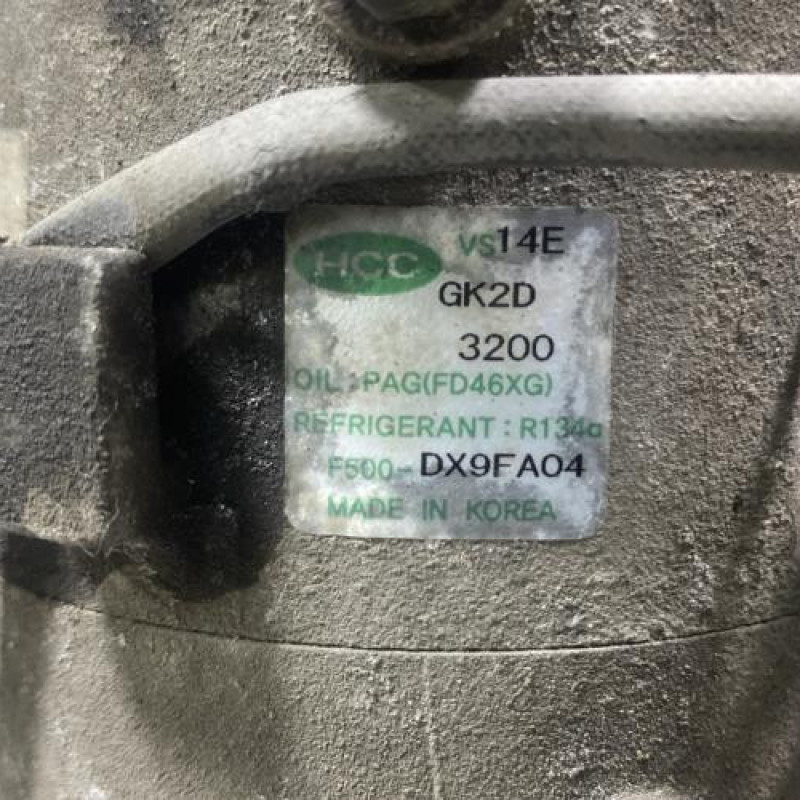 HCC VS14E
GK2D
3200
OIL : PAG(FD46XG)
REFRIGERANT : R134a
F500-DX9FA04
MADE IN KOREA